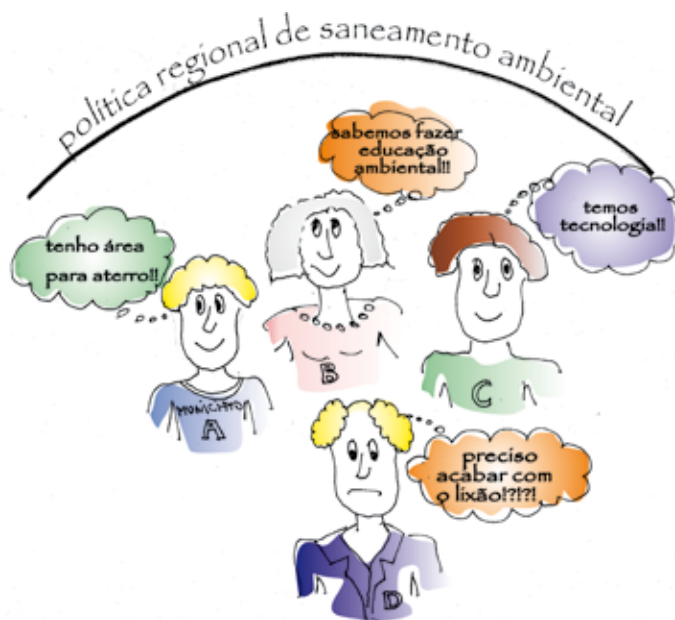 política regional de saneamento ambiental
sabemos fazer
educação
ambiental!!
tenho área
para aterro!!
temos
tecnologia!!
MUNICÍPIO
A
B
C
preciso
acabar com
o lixão!?!?!
D